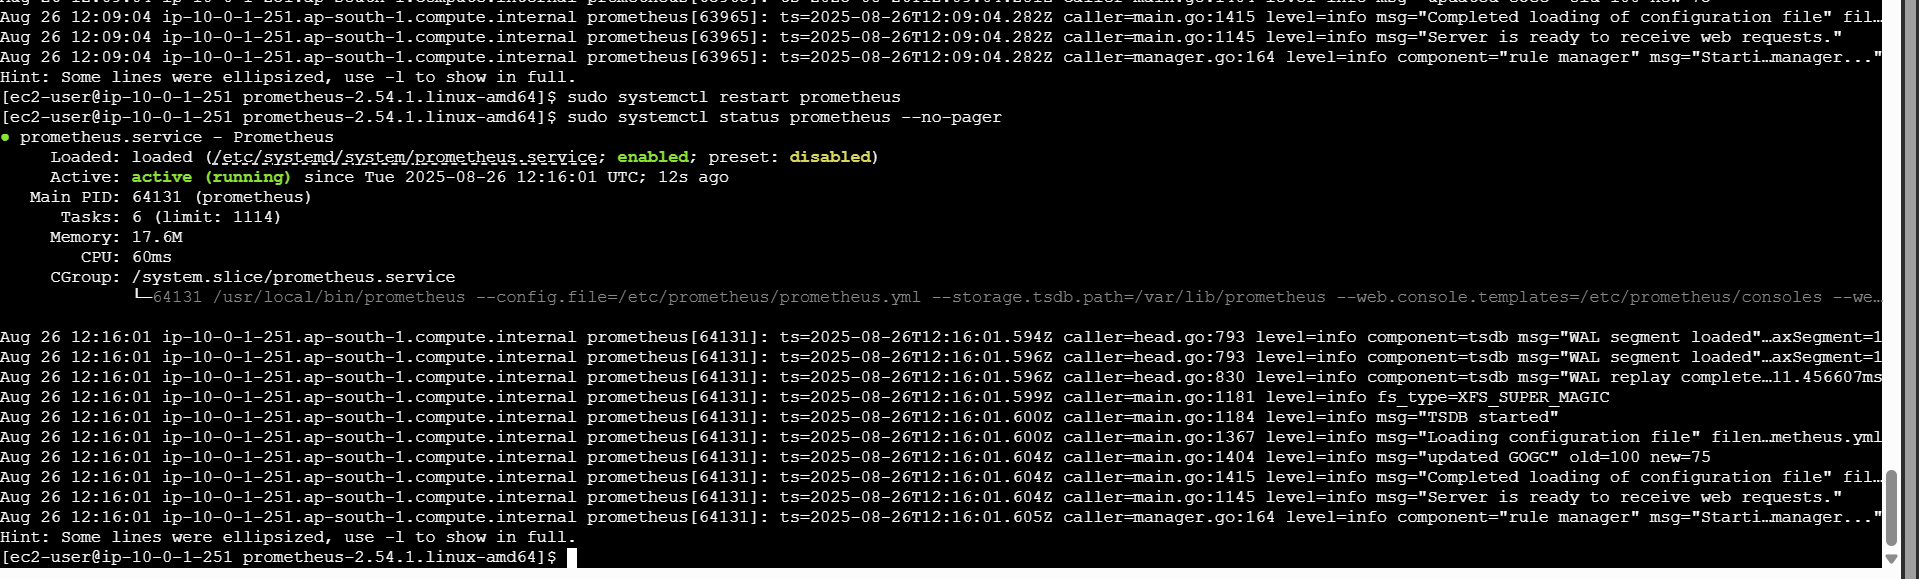 Aug 26 12:09:04 ip-10-0-1-251.ap-south-1.compute.internal prometheus[63965]: ts=2025-08-26T12:09:04.282Z caller=main.go:1415 level=info msg="Completed loading of configuration file" fil…
Aug 26 12:09:04 ip-10-0-1-251.ap-south-1.compute.internal prometheus[63965]: ts=2025-08-26T12:09:04.282Z caller=main.go:1145 level=info msg="Server is ready to receive web requests."
Aug 26 12:09:04 ip-10-0-1-251.ap-south-1.compute.internal prometheus[63965]: ts=2025-08-26T12:09:04.282Z caller=manager.go:164 level=info component="rule manager" msg="Starti…manager..."
Hint: Some lines were ellipsized, use -l to show in full.
[ec2-user@ip-10-0-1-251 prometheus-2.54.1.linux-amd64]$ sudo systemctl restart prometheus
[ec2-user@ip-10-0-1-251 prometheus-2.54.1.linux-amd64]$ sudo systemctl status prometheus --no-pager
● prometheus.service - Prometheus
     Loaded: loaded (/etc/systemd/system/prometheus.service; enabled; preset: disabled)
     Active: active (running) since Tue 2025-08-26 12:16:01 UTC; 12s ago
   Main PID: 64131 (prometheus)
      Tasks: 6 (limit: 1114)
     Memory: 17.6M
        CPU: 60ms
     CGroup: /system.slice/prometheus.service
             └─64131 /usr/local/bin/prometheus --config.file=/etc/prometheus/prometheus.yml --storage.tsdb.path=/var/lib/prometheus --web.console.templates=/etc/prometheus/consoles --we…
Aug 26 12:16:01 ip-10-0-1-251.ap-south-1.compute.internal prometheus[64131]: ts=2025-08-26T12:16:01.594Z caller=head.go:793 level=info component=tsdb msg="WAL segment loaded"…axSegment=1
Aug 26 12:16:01 ip-10-0-1-251.ap-south-1.compute.internal prometheus[64131]: ts=2025-08-26T12:16:01.596Z caller=head.go:793 level=info component=tsdb msg="WAL segment loaded"…axSegment=1
Aug 26 12:16:01 ip-10-0-1-251.ap-south-1.compute.internal prometheus[64131]: ts=2025-08-26T12:16:01.596Z caller=head.go:830 level=info component=tsdb msg="WAL replay complete…11.456607ms
Aug 26 12:16:01 ip-10-0-1-251.ap-south-1.compute.internal prometheus[64131]: ts=2025-08-26T12:16:01.599Z caller=main.go:1181 level=info fs_type=XFS_SUPER_MAGIC
Aug 26 12:16:01 ip-10-0-1-251.ap-south-1.compute.internal prometheus[64131]: ts=2025-08-26T12:16:01.600Z caller=main.go:1184 level=info msg="TSDB started"
Aug 26 12:16:01 ip-10-0-1-251.ap-south-1.compute.internal prometheus[64131]: ts=2025-08-26T12:16:01.600Z caller=main.go:1367 level=info msg="Loading configuration file" filen…metheus.yml
Aug 26 12:16:01 ip-10-0-1-251.ap-south-1.compute.internal prometheus[64131]: ts=2025-08-26T12:16:01.604Z caller=main.go:1404 level=info msg="updated GOGC" old=100 new=75
Aug 26 12:16:01 ip-10-0-1-251.ap-south-1.compute.internal prometheus[64131]: ts=2025-08-26T12:16:01.604Z caller=main.go:1415 level=info msg="Completed loading of configuration file" fil…
Aug 26 12:16:01 ip-10-0-1-251.ap-south-1.compute.internal prometheus[64131]: ts=2025-08-26T12:16:01.604Z caller=main.go:1145 level=info msg="Server is ready to receive web requests."
Aug 26 12:16:01 ip-10-0-1-251.ap-south-1.compute.internal prometheus[64131]: ts=2025-08-26T12:16:01.605Z caller=manager.go:164 level=info component="rule manager" msg="Starti…manager..."
Hint: Some lines were ellipsized, use -l to show in full.
[ec2-user@ip-10-0-1-251 prometheus-2.54.1.linux-amd64]$